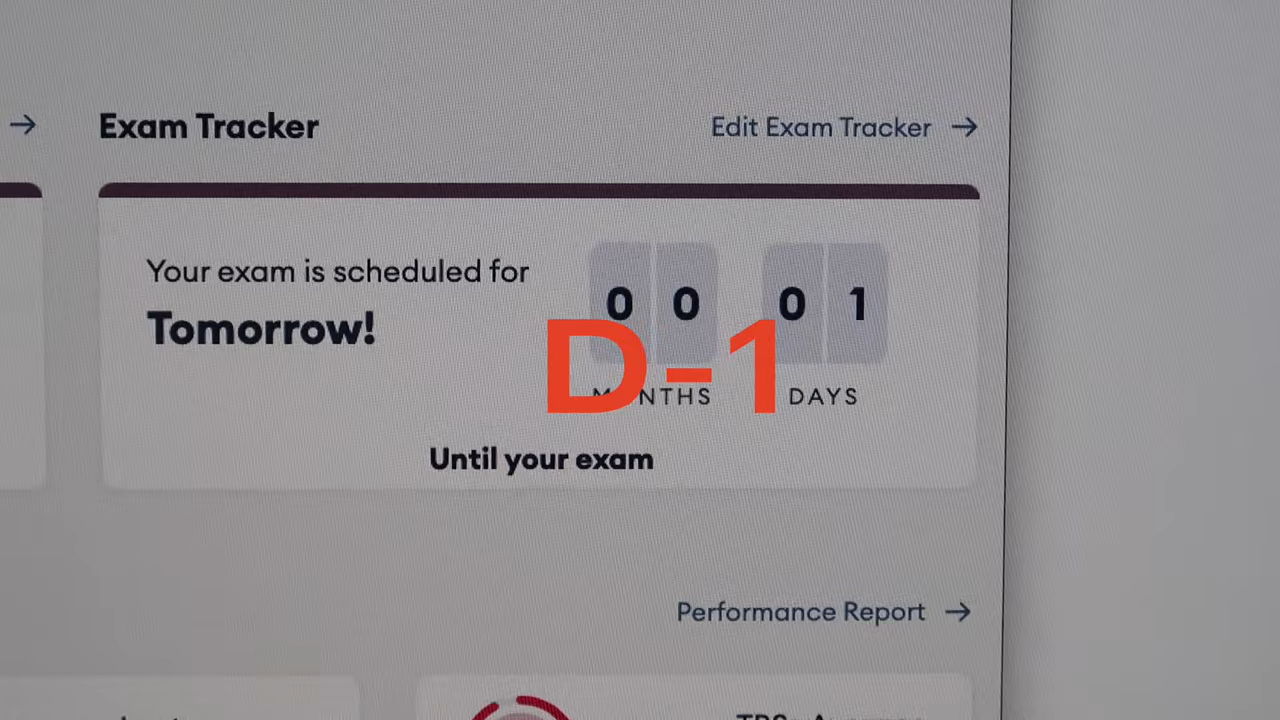 Exam Tracker
Edit Exam Tracker
Your exam is scheduled for
Tomorrow!
0 0 0 1
D-1
MONTHS DAYS
Until your exam
Performance Report